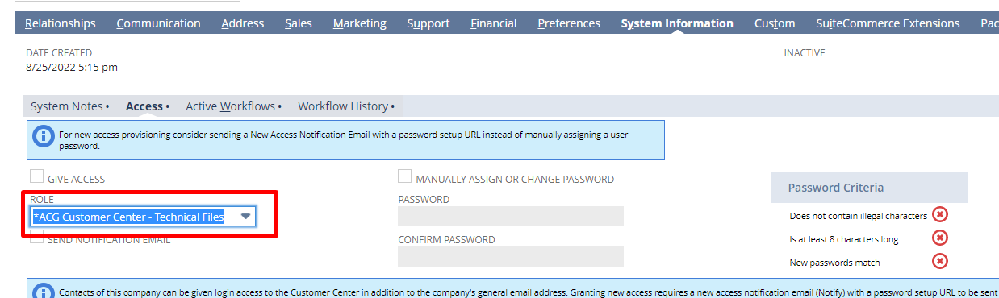 Relationships Communication Address Sales Marketing Support Financial Preferences System Information Custom SuiteCommerce Extensions Pac
DATE CREATED
8/25/2022 5:15 pm
INACTIVE
System Notes • Access • Active Workflows • Workflow History •
For new access provisioning consider sending a New Access Notification Email with a password setup URL instead of manually assigning a user
password.
GIVE ACCESS
ROLE
*ACG Customer Center - Technical Files
SEND NOTIFICATION EMAIL
MANUALLY ASSIGN OR CHANGE PASSWORD
PASSWORD
CONFIRM PASSWORD
Password Criteria
Does not contain illegal characters
Is at least 8 characters long
New passwords match
Contacts of this company can be given login access to the Customer Center in addition to the company's general email address. Granting new access requires a new access notification email (Notify) with a password setup URL to be sent